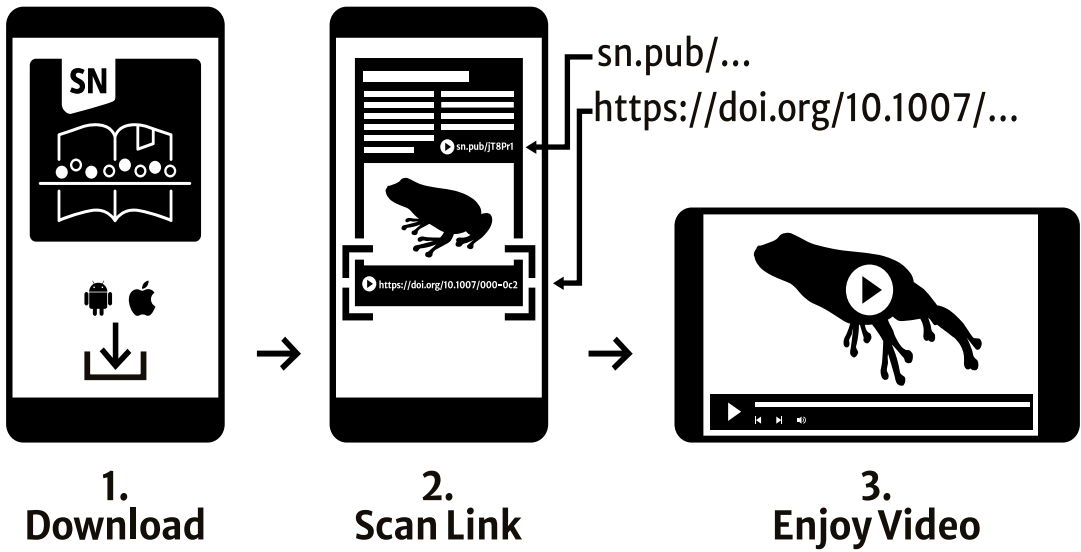 SN
sn.pub/...
https://doi.org/10.1007/...
sn.pub/jT8Pr1
https://doi.org/10.1007/000-0c2
1.
Download
2.
Scan Link
3.
Enjoy Video